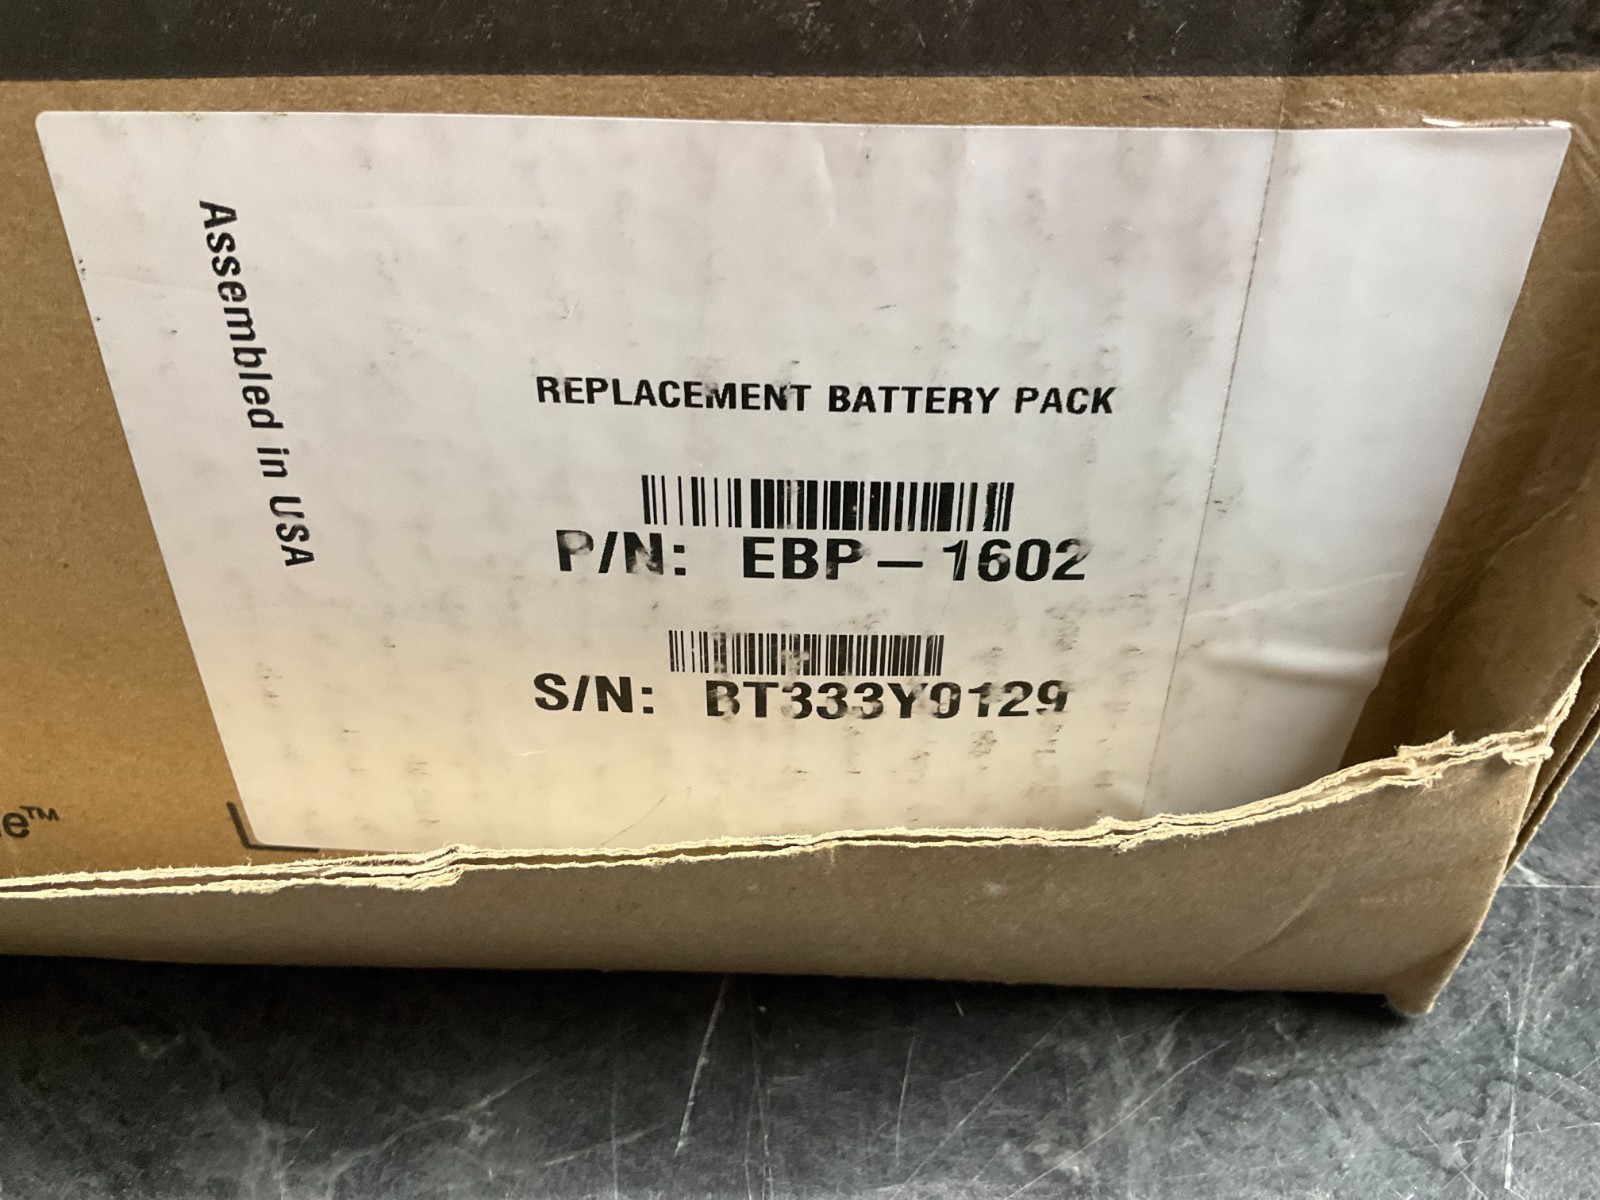 Assembled in USA
REPLACEMENT BATTERY PACK
P/N: EBP-1602
S/N: BT333Y0129